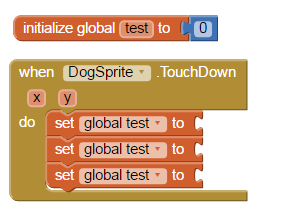 initialize global test to 0
when DogSprite .TouchDown
x y
do set global test to
set global test to
set global test to